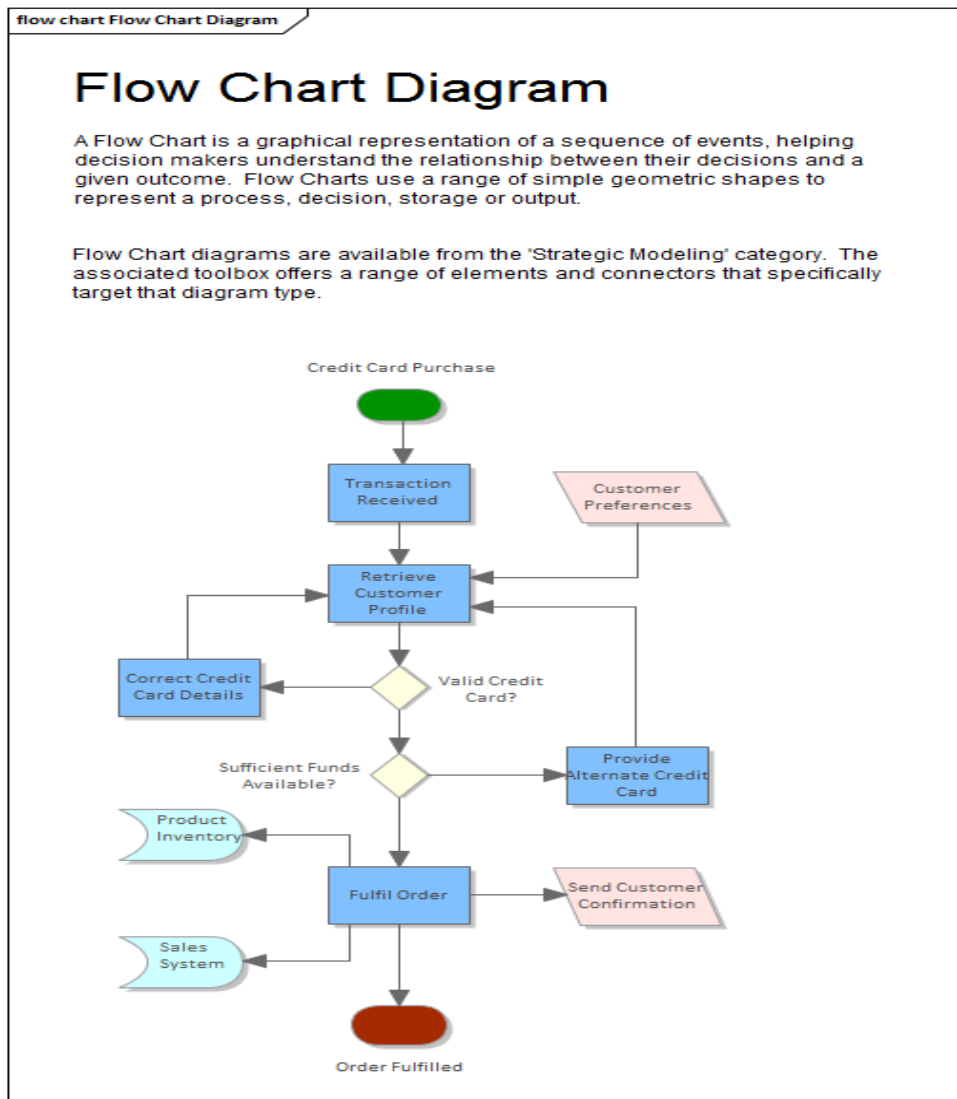 flow chart Flow Chart Diagram
Flow Chart Diagram
A Flow Chart is a graphical representation of a sequence of events, helping
decision makers understand the relationship between their decisions and a
given outcome.  Flow Charts use a range of simple geometric shapes to
represent a process, decision, storage or output.
Flow Chart diagrams are available from the 'Strategic Modeling' category.  The
associated toolbox offers a range of elements and connectors that specifically
target that diagram type.
Credit Card Purchase
Transaction
Received
Customer
Preferences
Retrieve
Customer
Profile
Correct Credit
Card Details
Valid Credit
Card?
Sufficient Funds
Available?
Provide
Alternate Credit
Card
Product
Inventory
Fulfil Order
Send Customer
Confirmation
Sales
System
Order Fulfilled